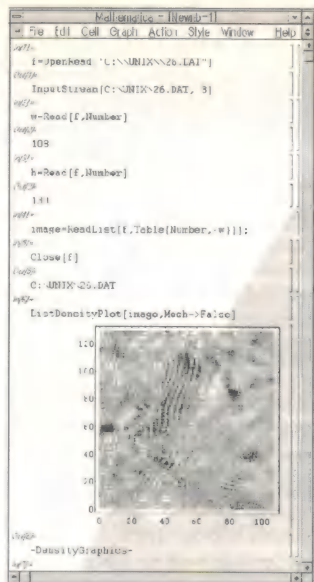 Mathematica - [Newnb-1]
File Edit Cell Graph Action Style Window Help
f=OpenRead["C:\\UNIX\\26.DAT"]
InputStream[C:\UNIX\26.DAT, 3]
w=Read[f,Number]
109
h=Read[f,Number]
131
image=ReadList[f,Table[Number,{w}]];
Close[f]
C:\UNIX\26.DAT
ListDensityPlot[image,Mesh->False]
120
100
80
60
40
20
0
0 20 40 60 80 100
-DensityGraphics-